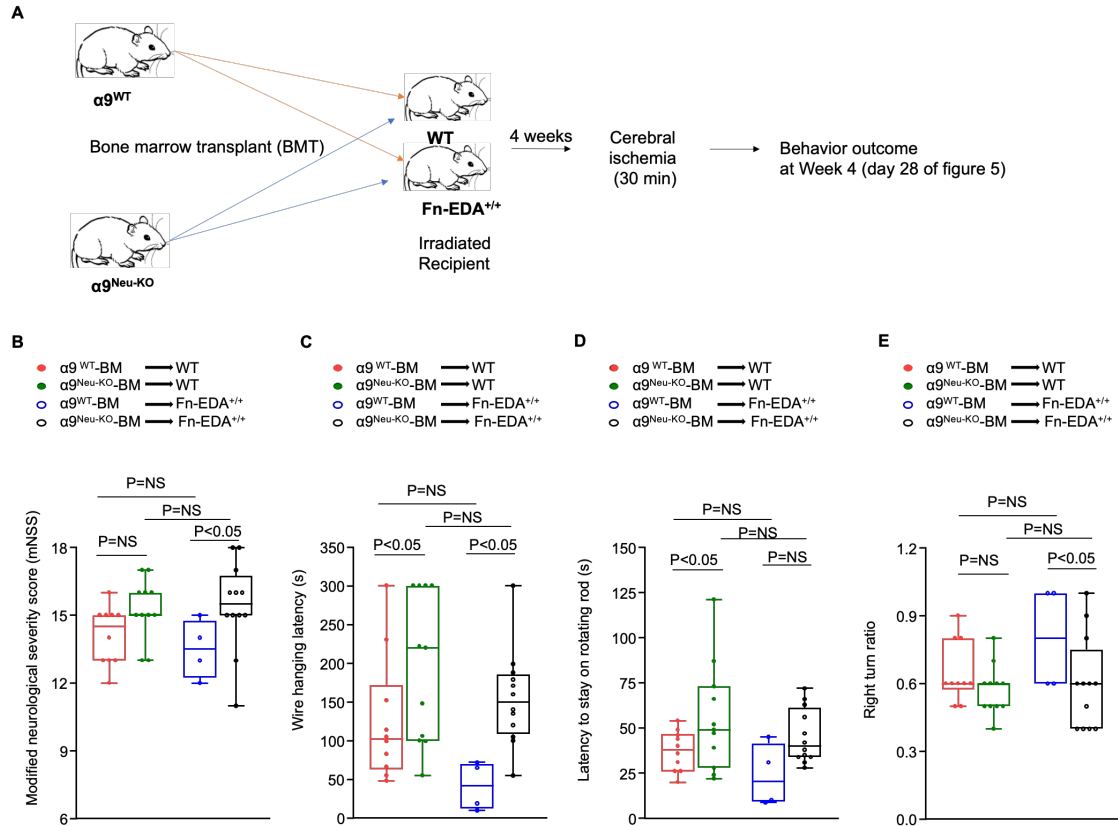 A
α9WT
Bone marrow transplant (BMT)
α9Neu-KO
WT
Fn-EDA+/+
Irradiated
Recipient
4 weeks
Cerebral
ischemia
(30 min)
Behavior outcome
at Week 4 (day 28 of figure 5)
B
α9 WT-BM WT
α9Neu-KO-BM WT
α9WT-BM Fn-EDA+/+
α9Neu-KO-BM Fn-EDA+/+
P=NS
P=NS
P=NS
P<0.05
Modified neurological severity score (mNSS)
18
15
12
9
6
C
α9 WT-BM WT
α9Neu-KO-BM WT
α9WT-BM Fn-EDA+/+
α9Neu-KO-BM Fn-EDA+/+
P=NS
P=NS
P<0.05
P<0.05
Wire hanging latency (s)
350
300
250
200
150
100
50
0
D
α9 WT-BM WT
α9Neu-KO-BM WT
α9WT-BM Fn-EDA+/+
α9Neu-KO-BM Fn-EDA+/+
P=NS
P=NS
P<0.05
P=NS
Latency to stay on rotating rod (s)
150
125
100
75
50
25
0
E
α9 WT-BM WT
α9Neu-KO-BM WT
α9WT-BM Fn-EDA+/+
α9Neu-KO-BM Fn-EDA+/+
P=NS
P=NS
P=NS
P<0.05
Right turn ratio
1.2
0.9
0.6
0.3
0.0